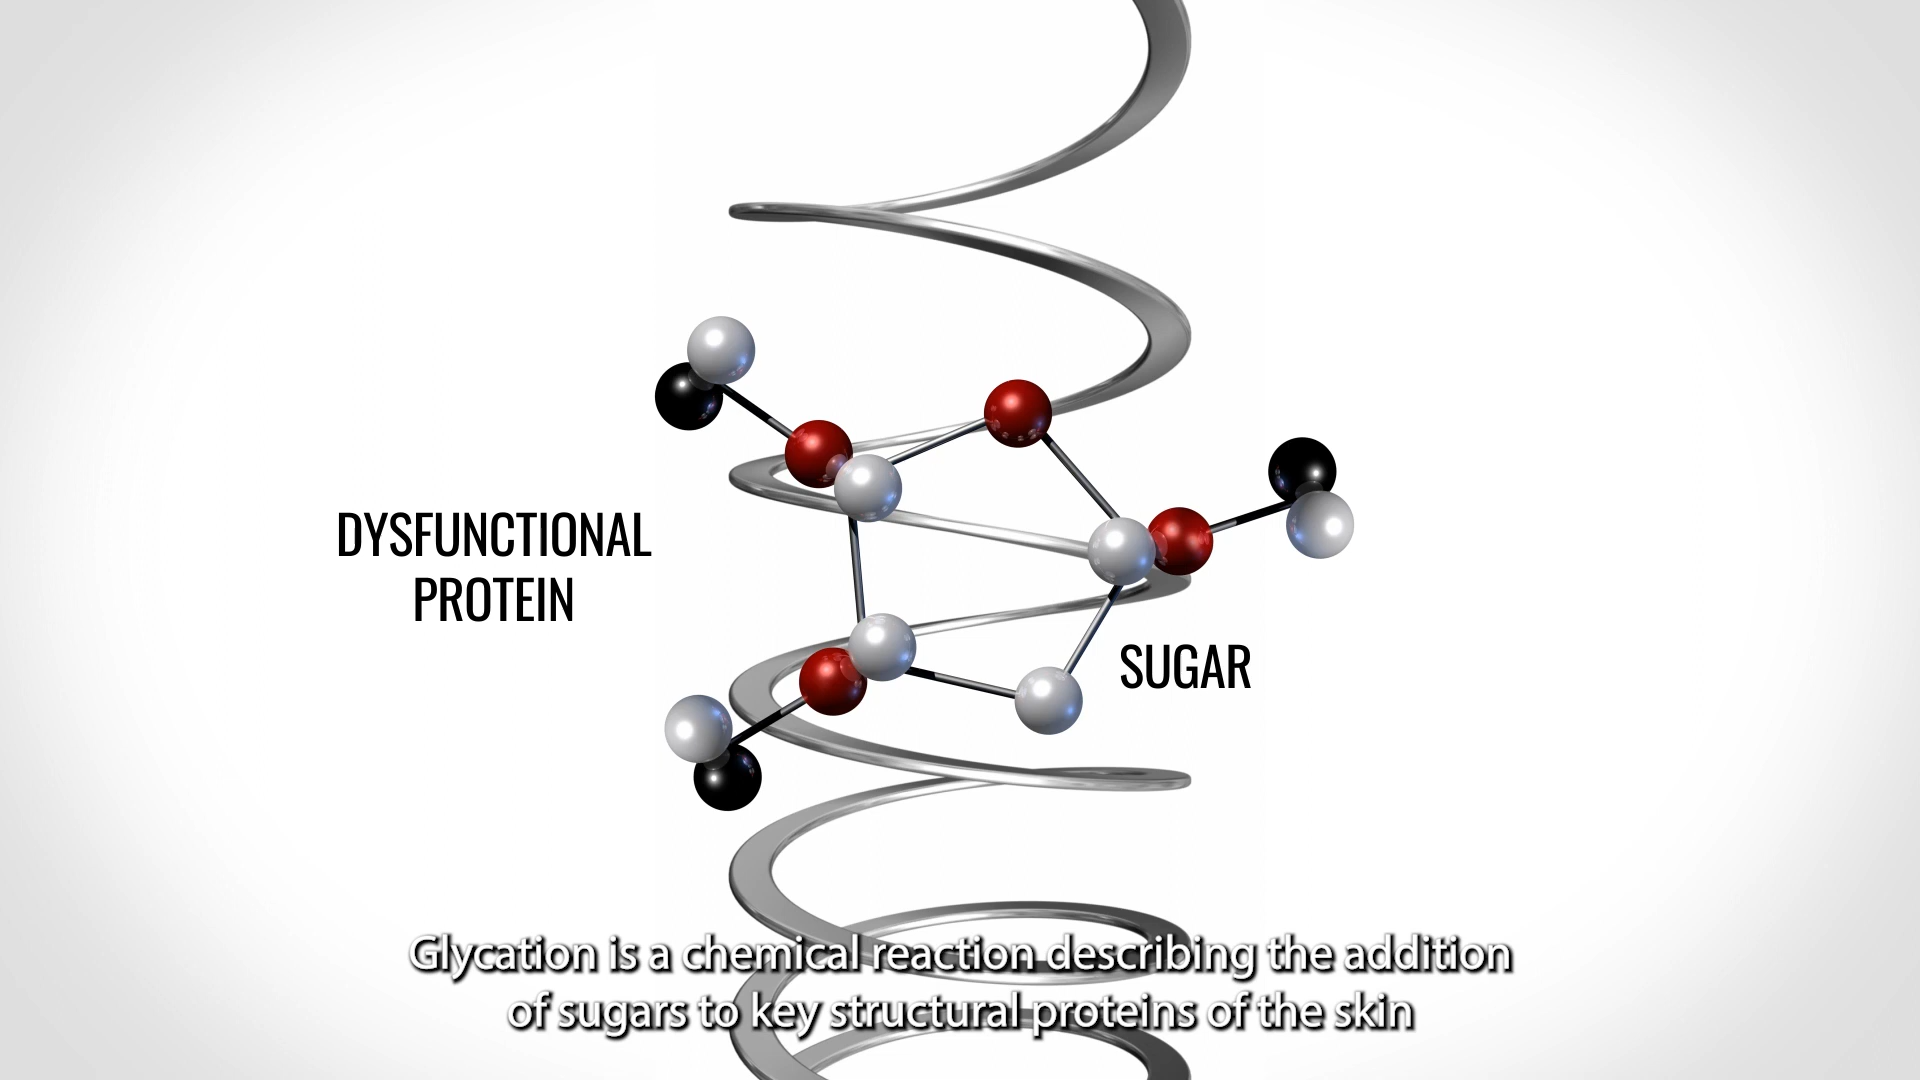 DYSFUNCTIONAL
PROTEIN
SUGAR
Glycation is a chemical reaction describing the addition
of sugars to key structural proteins of the skin